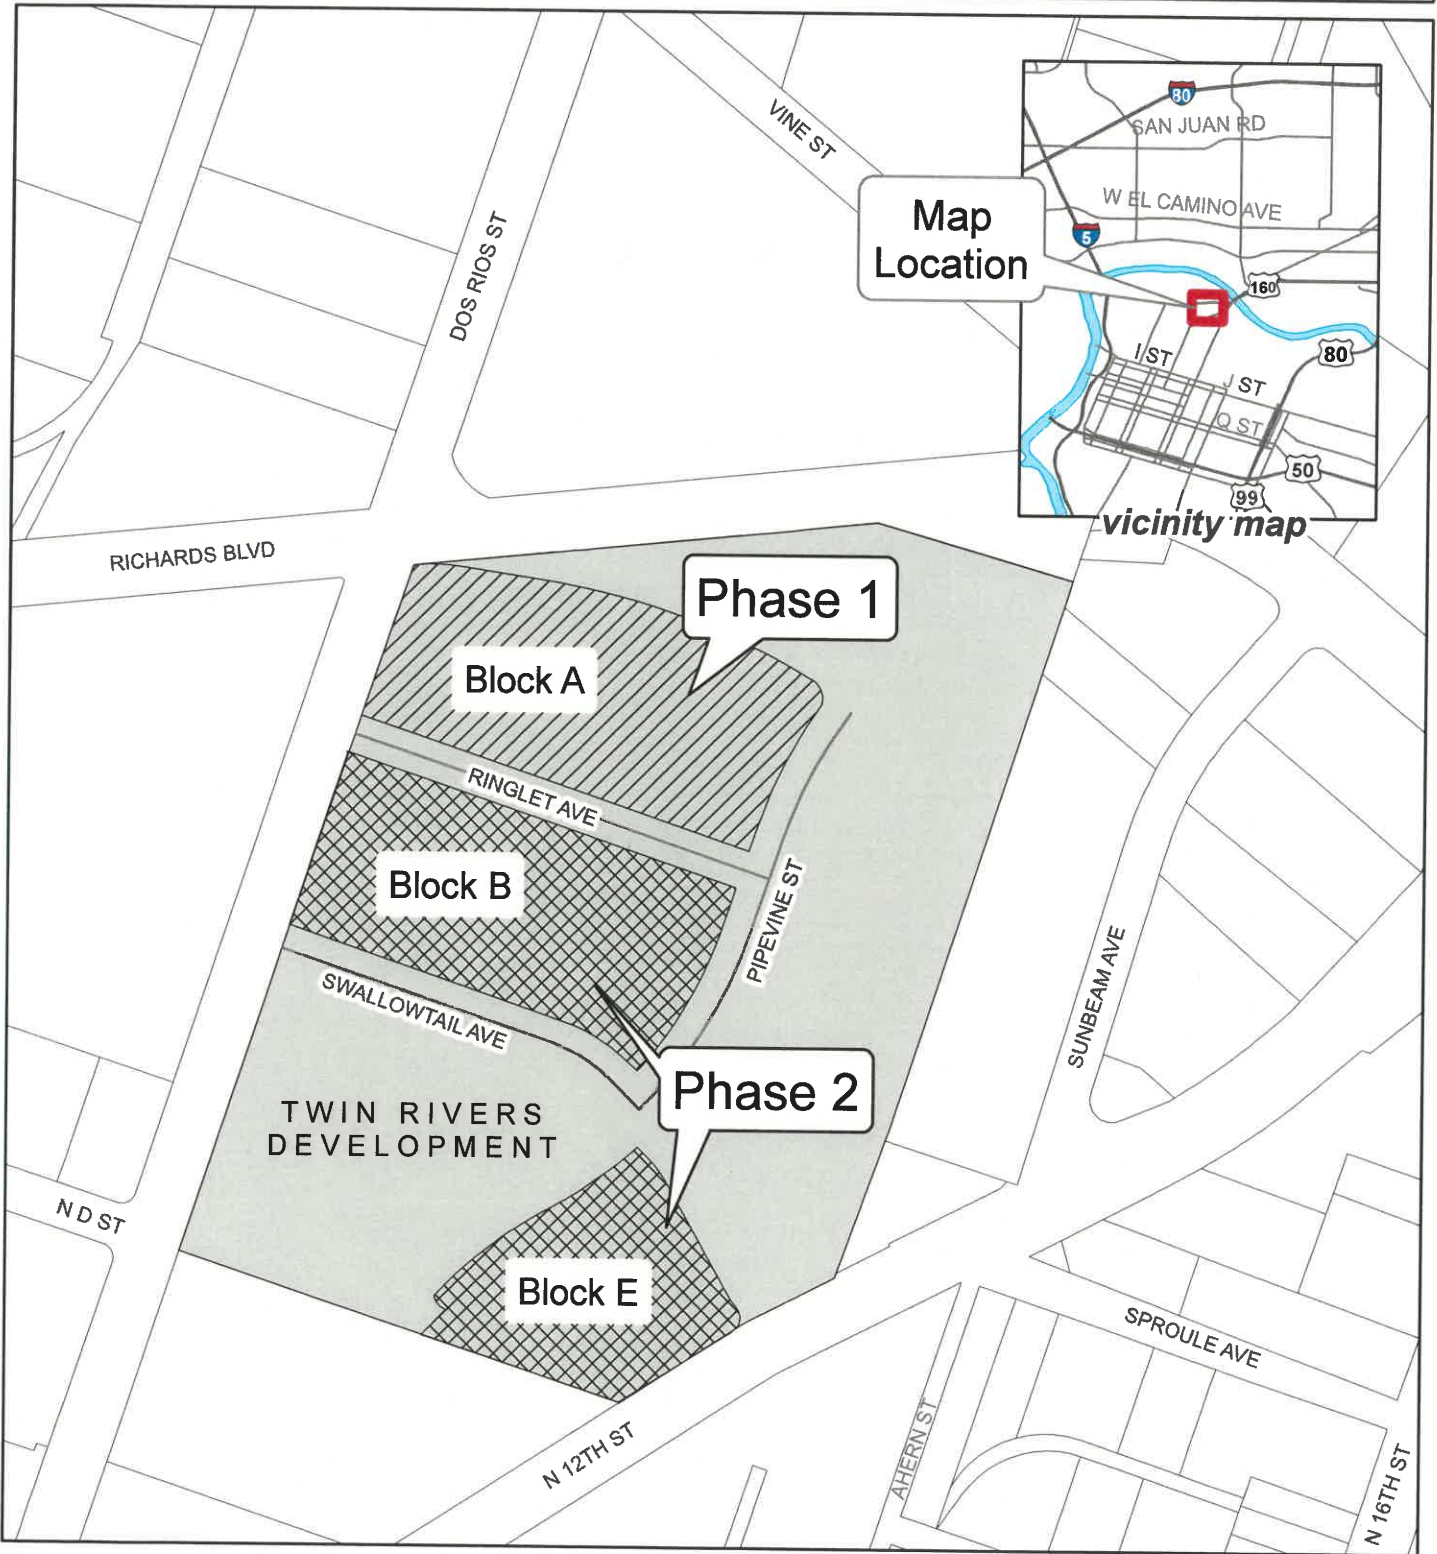 VINE ST
80
SAN JUAN RD
W EL CAMINO AVE
Map
Location
5
160
DOS RIOS ST
I ST
80
J ST
Q ST
50
99
vicinity map
RICHARDS BLVD
Phase 1
Block A
RINGLET AVE
Block B
PIPEVINE ST
SWALLOWTAIL AVE
SUNBEAM AVE
Phase 2
TWIN RIVERS
DEVELOPMENT
N D ST
Block E
SPROULE AVE
N 12TH ST
AHERN ST
N 16TH ST